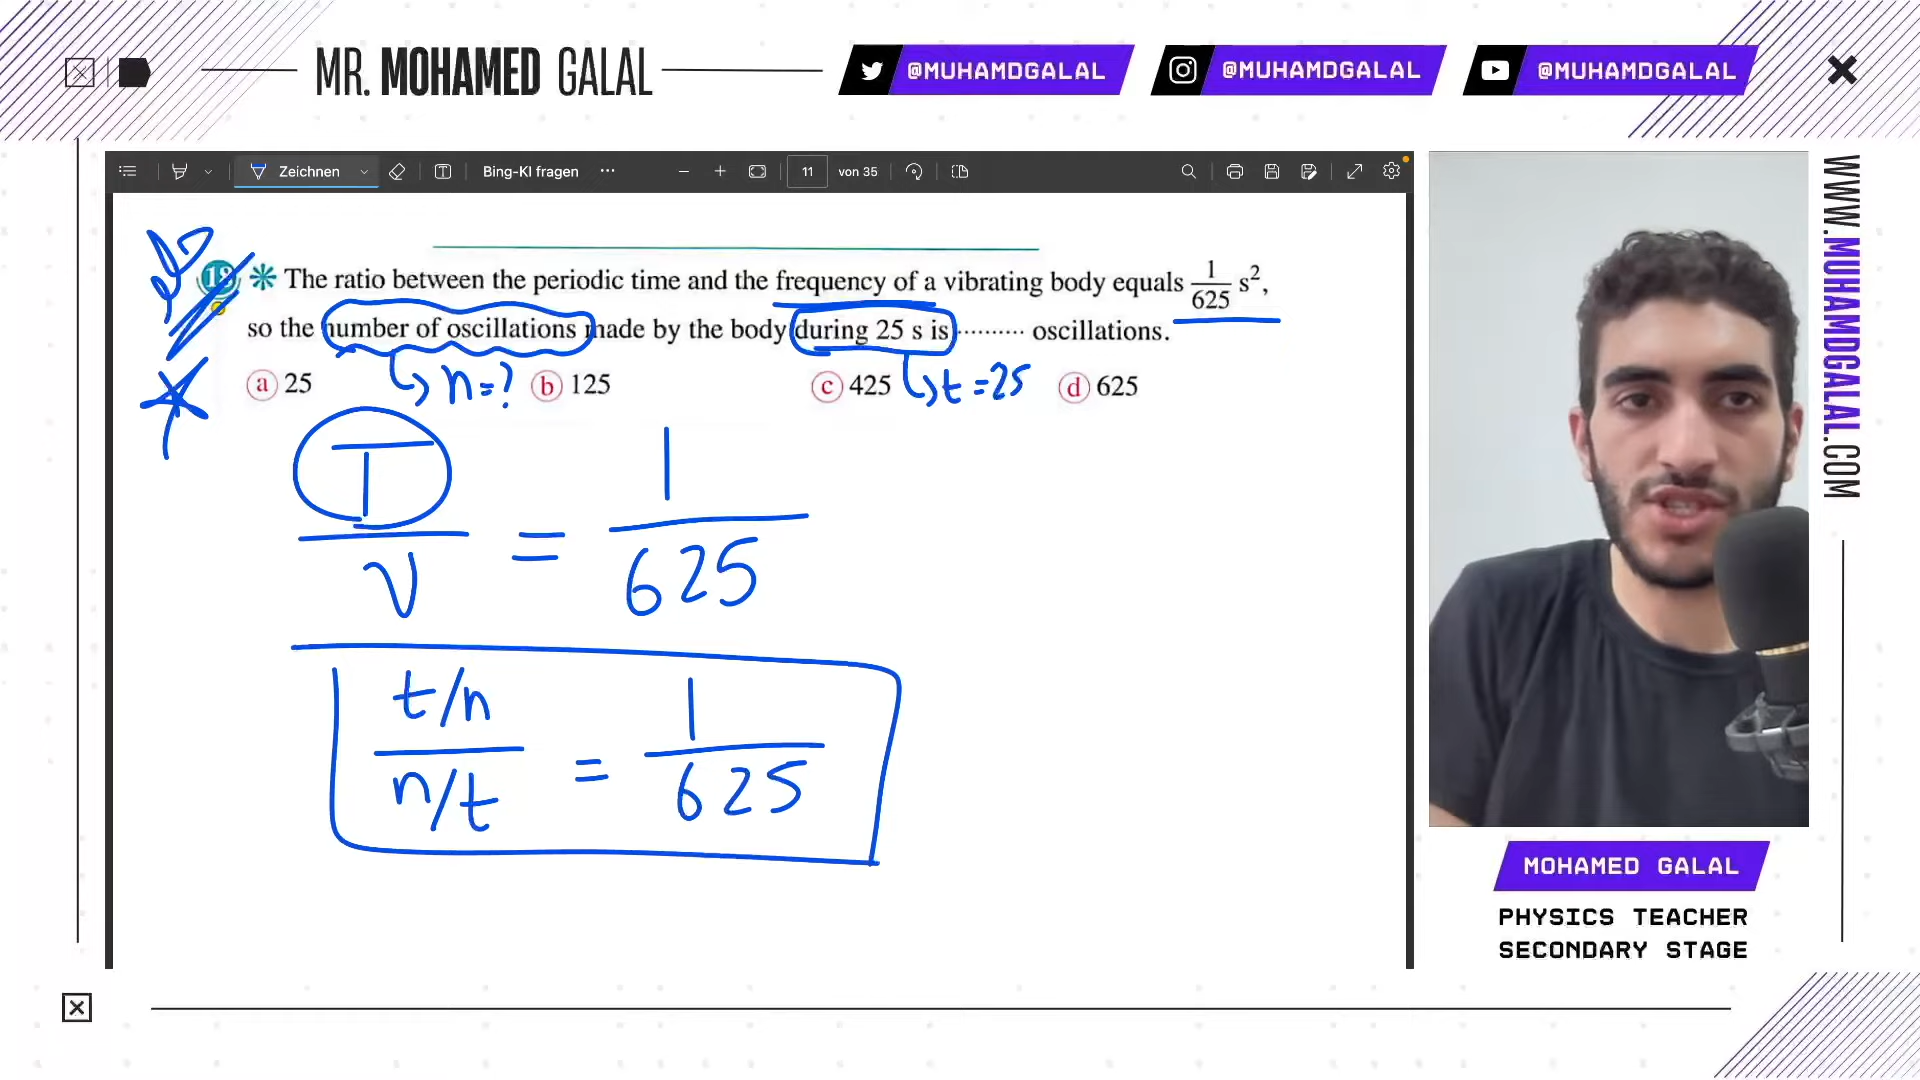 MR. MOHAMED GALAL
@MUHAMDGALAL
@MUHAMDGALAL
@MUHAMDGALAL
Zeichnen
Bing-KI fragen
11
von 35
18 The ratio between the periodic time and the frequency of a vibrating body equals 1/625 s²,
so the number of oscillations made by the body during 25 s is .......... oscillations.
a 25
b 125
c 425
d 625
n=?
t=25
T/ν = 1/625
t/n / n/t = 1/625
WWW.MUHAMDGALAL.COM
MOHAMED GALAL
PHYSICS TEACHER
SECONDARY STAGE